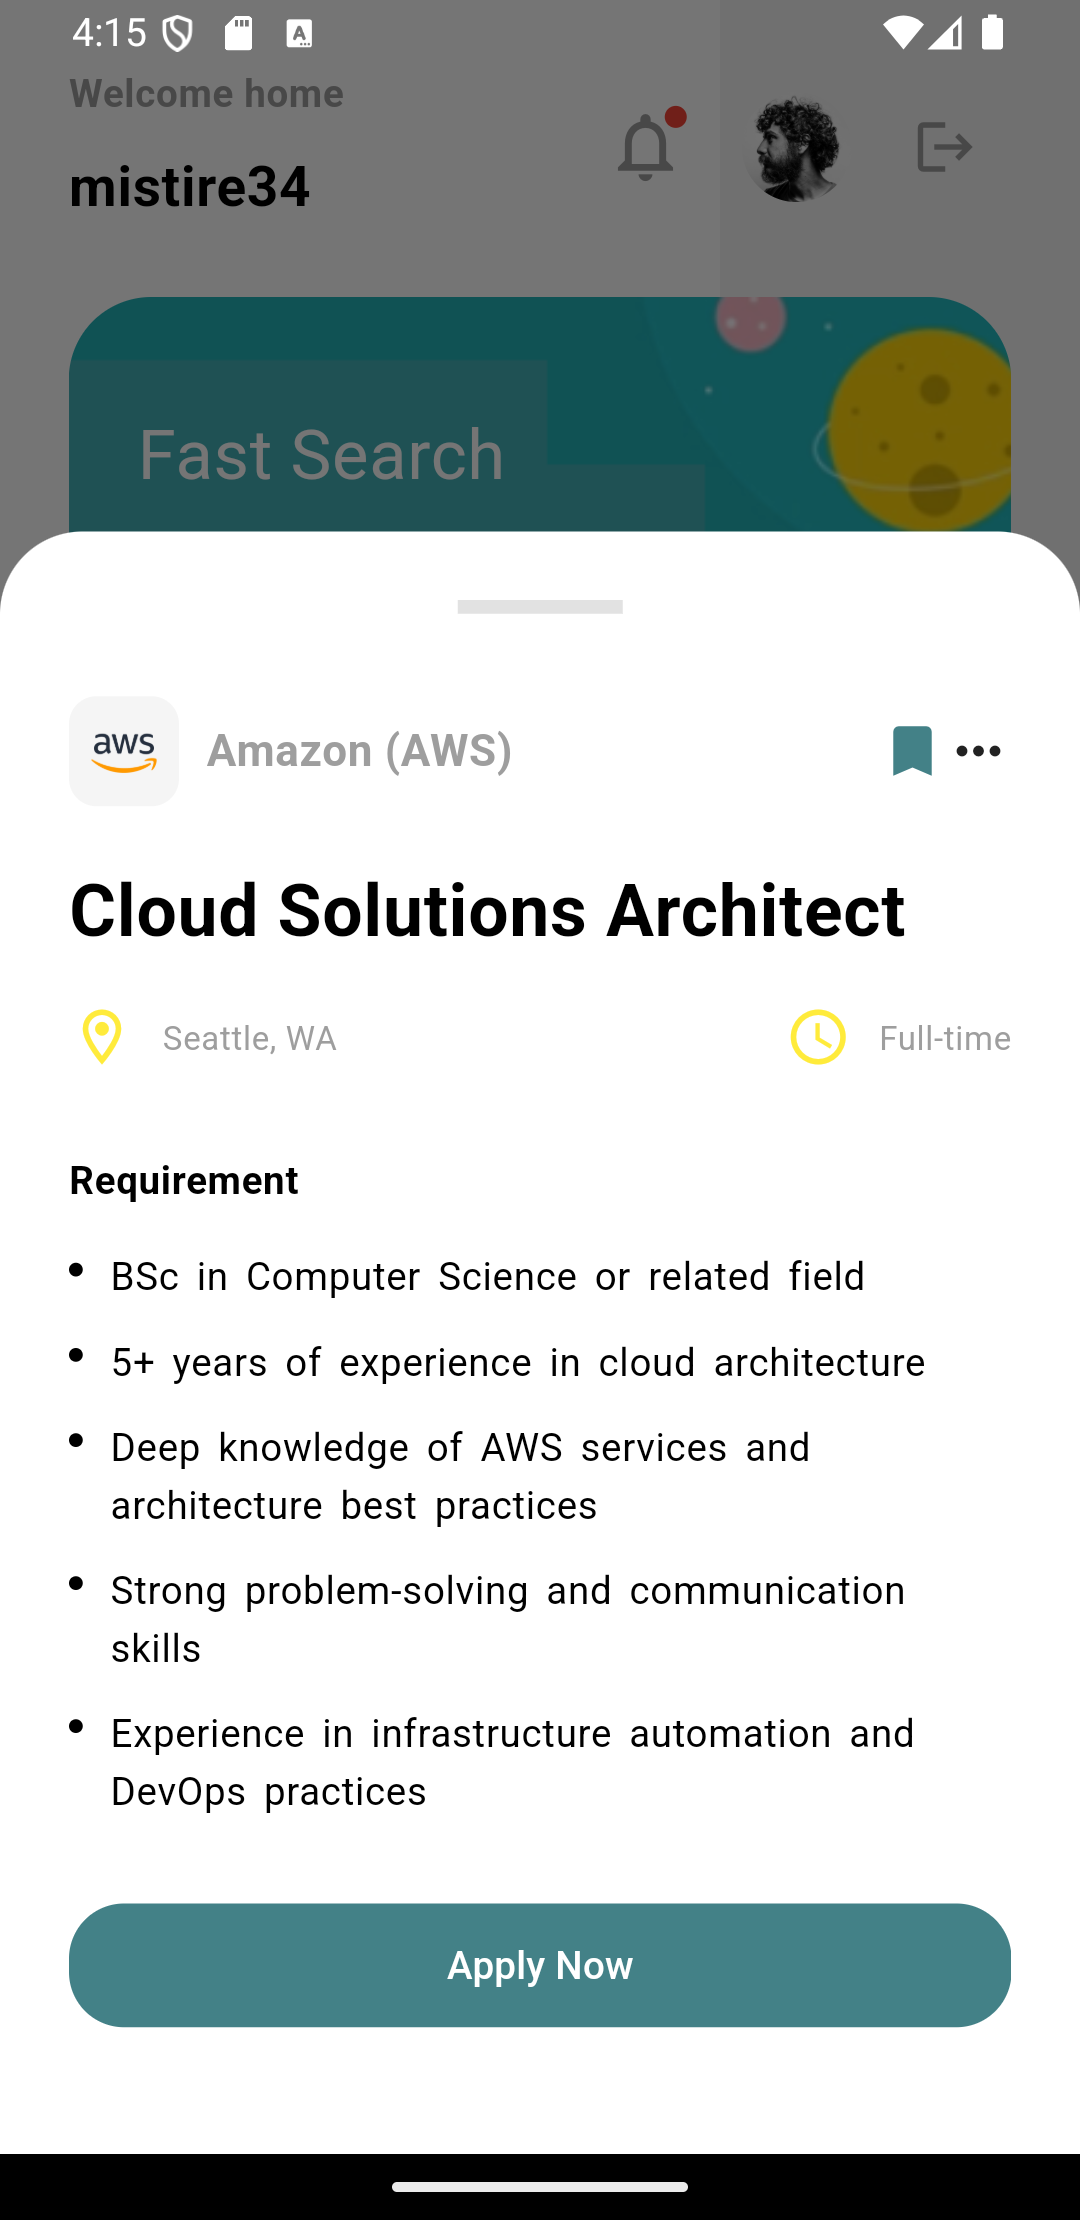 4:15
Welcome home
mistire34
Fast Search
aws
Amazon (AWS)
Cloud Solutions Architect
Seattle, WA
Full-time
Requirement
• BSc in Computer Science or related field
• 5+ years of experience in cloud architecture
• Deep knowledge of AWS services and
architecture best practices
• Strong problem-solving and communication
skills
• Experience in infrastructure automation and
DevOps practices
Apply Now